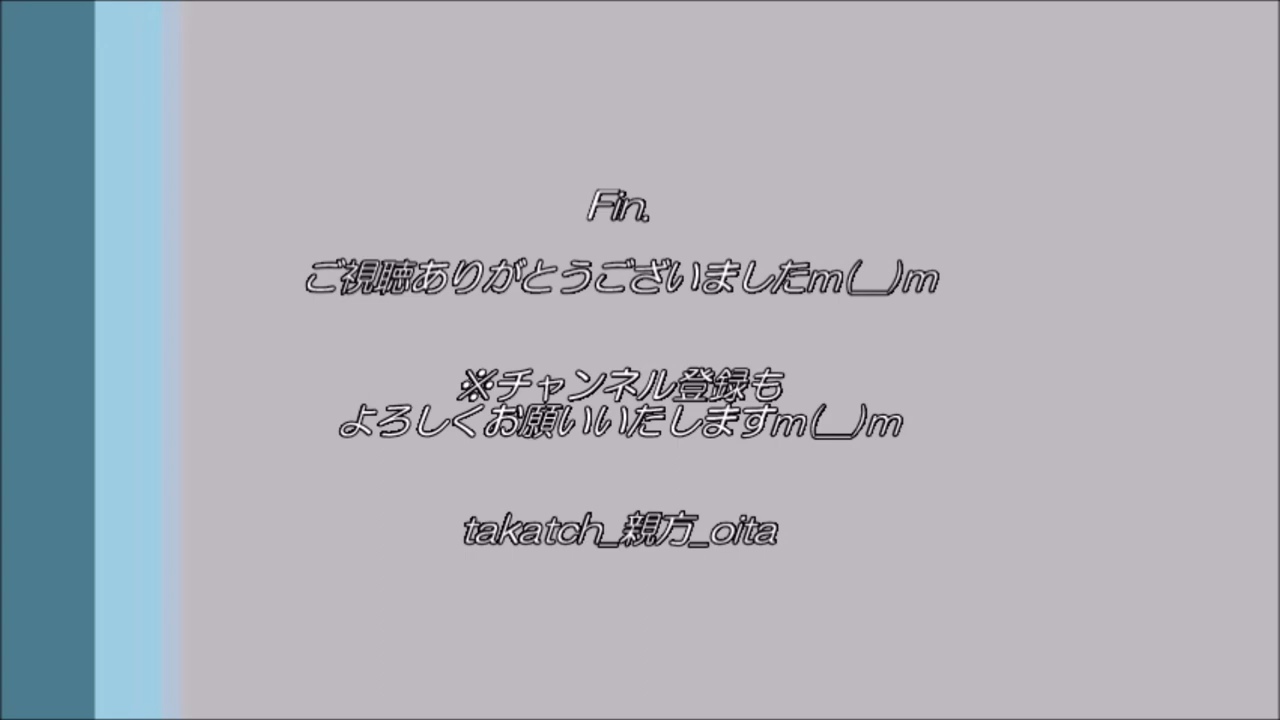 Fin.
ご視聴ありがとうございましたm(__)m
※チャンネル登録も
よろしくお願いいたしますm(__)m
takatch_親方_oita